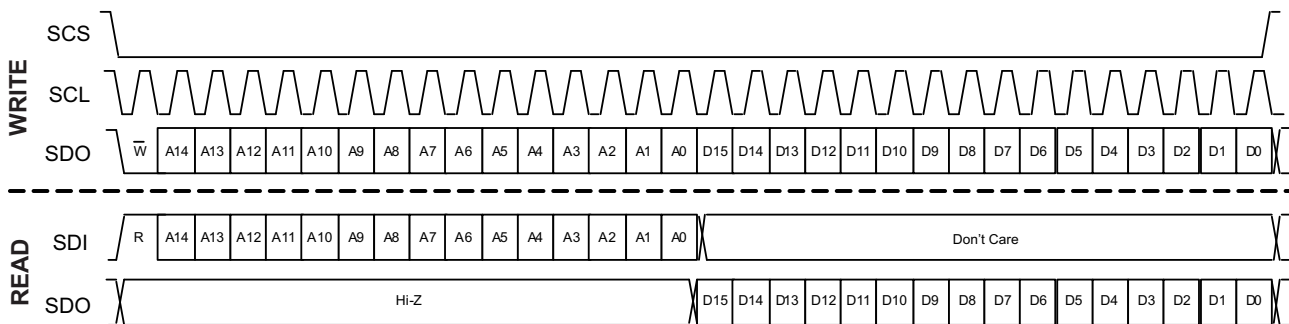 WRITE
SCS
SCL
SDO W̅ A14 A13 A12 A11 A10 A9 A8 A7 A6 A5 A4 A3 A2 A1 A0 D15 D14 D13 D12 D11 D10 D9 D8 D7 D6 D5 D4 D3 D2 D1 D0
READ
SDI R A14 A13 A12 A11 A10 A9 A8 A7 A6 A5 A4 A3 A2 A1 A0 Don't Care
SDO Hi-Z D15 D14 D13 D12 D11 D10 D9 D8 D7 D6 D5 D4 D3 D2 D1 D0